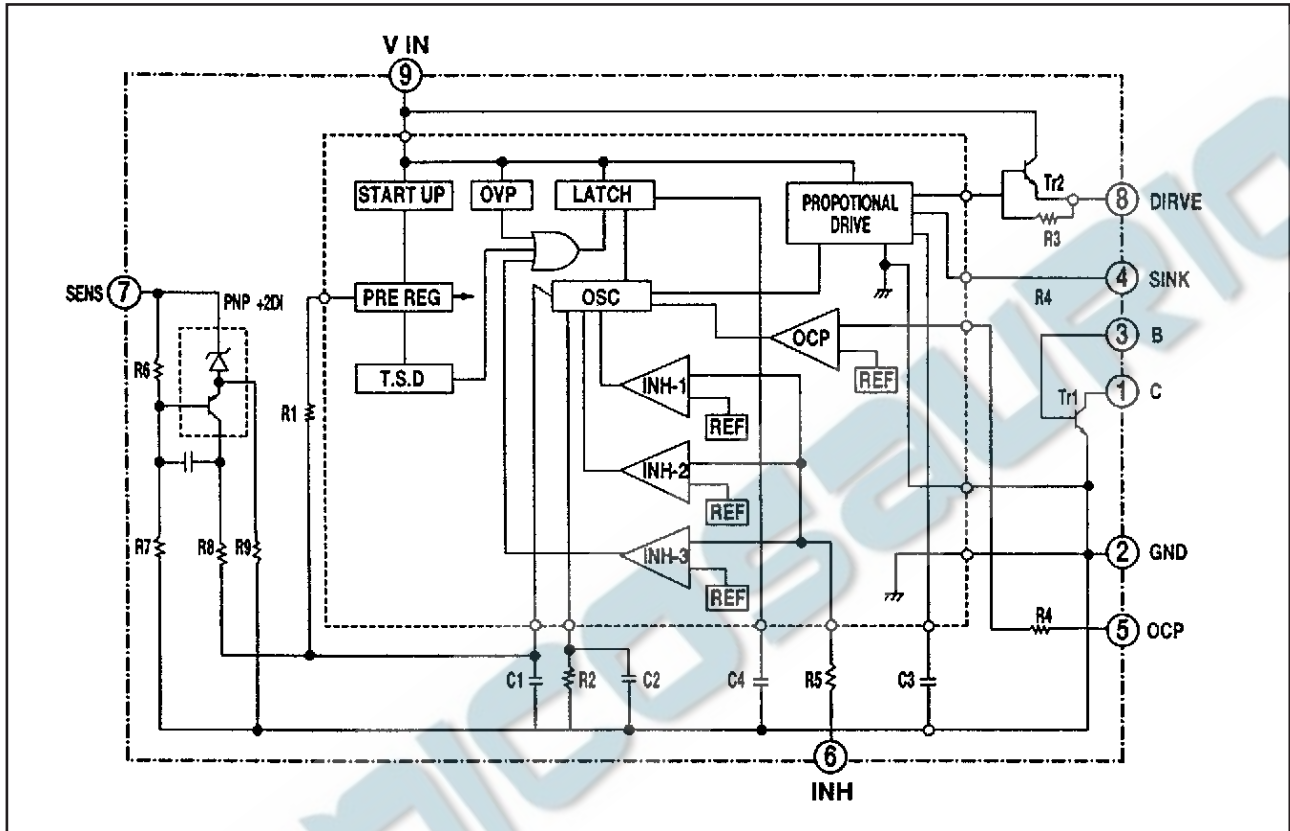 V IN
9
START UP
OVP
LATCH
PROPOTIONAL
DRIVE
Tr2
R3
8 DIRVE
SENS 7
PNP +2DI
PRE REG
OSC
R4
4 SINK
OCP
REF
3 B
R6
T.S.D
R1
INH-1
REF
Tr1
1 C
INH-2
REF
R7
R8
R9
INH-3
REF
2 GND
R4
5 OCP
C1
R2
C2
C4
R5
C3
6
INH